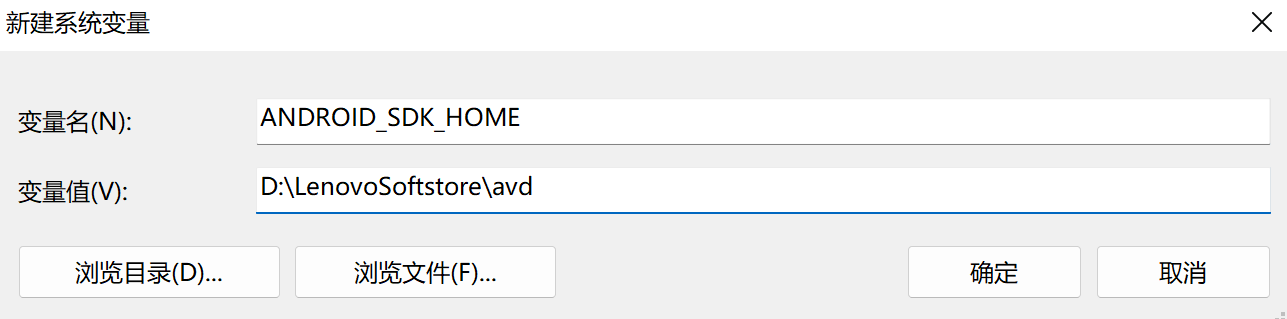 新建系统变量
变量名(N): ANDROID_SDK_HOME
变量值(V): D:\LenovoSoftstore\avd
浏览目录(D)... 浏览文件(F)... 确定 取消